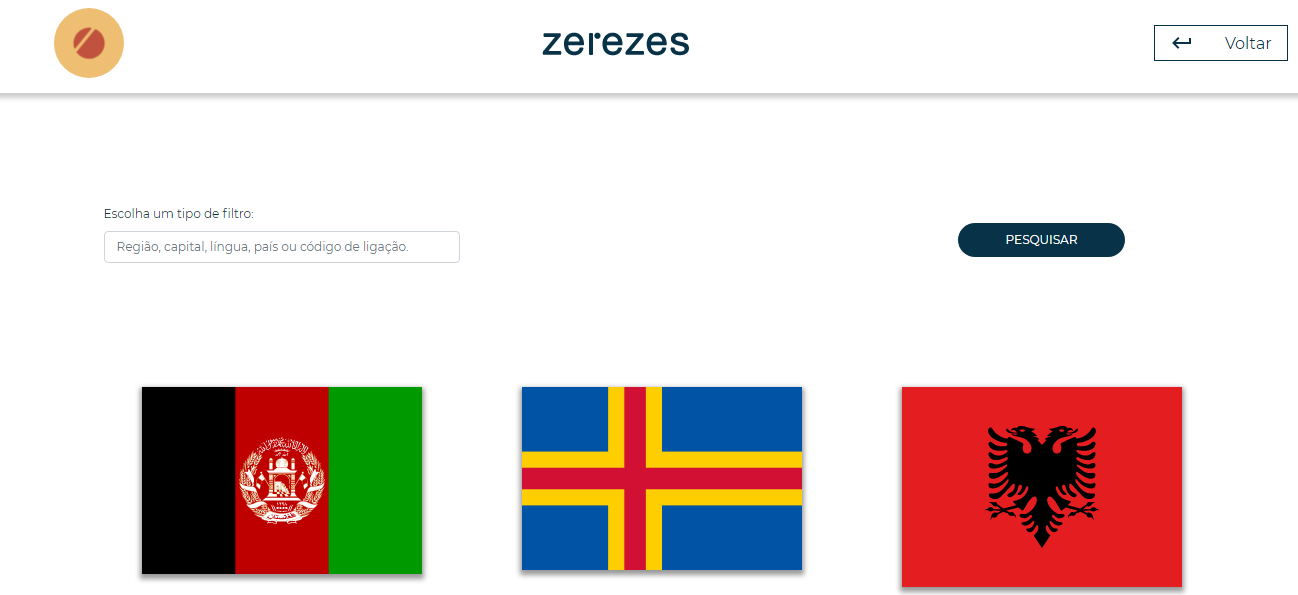 zerezes
Voltar
Escolha um tipo de filtro:
Região, capital, língua, país ou código de ligação.
PESQUISAR